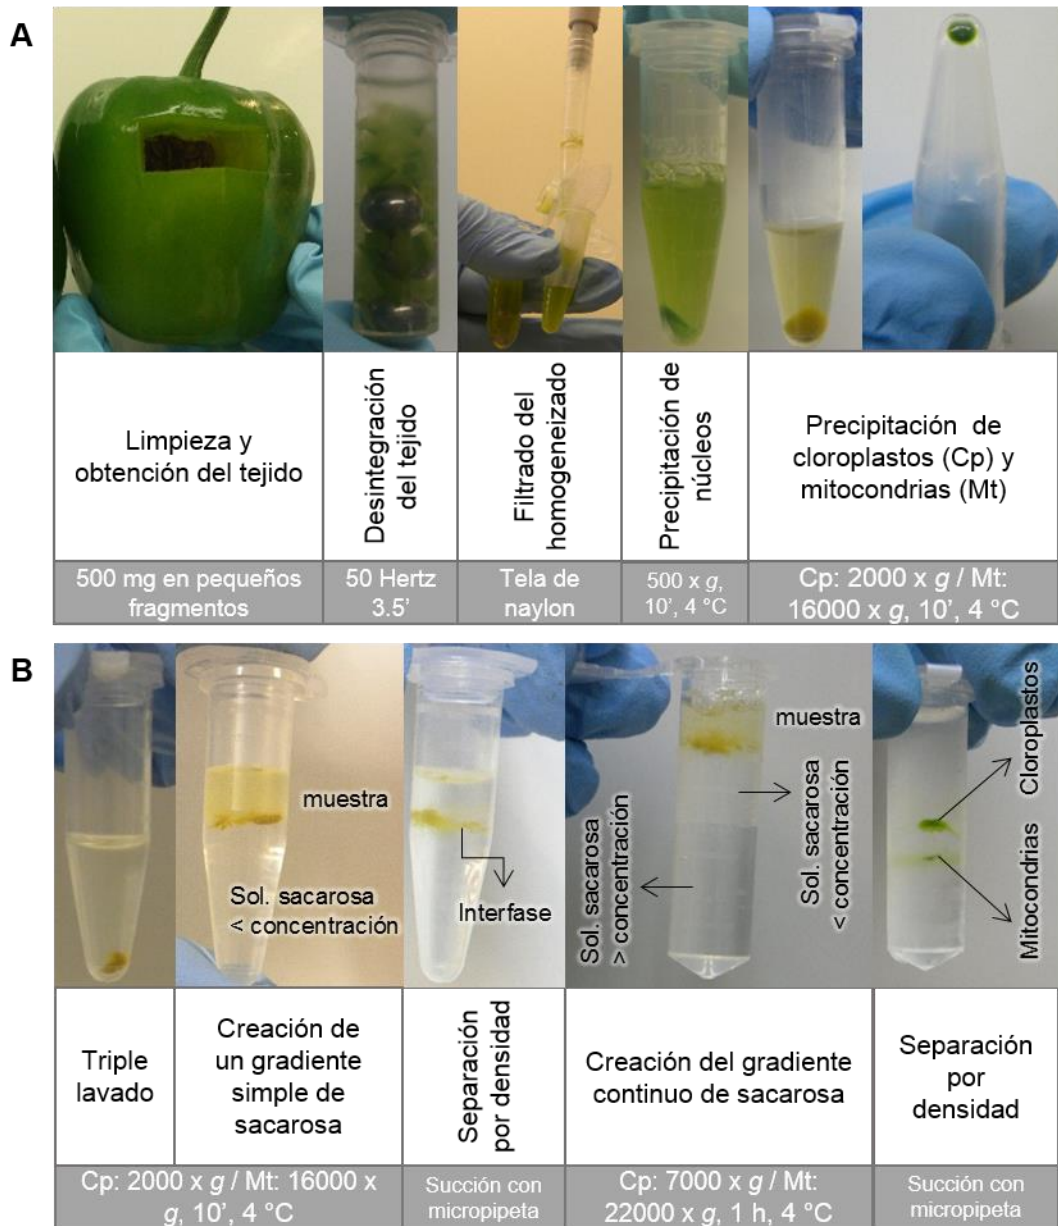 A
Limpieza y
obtención del tejido
Desintegración
del tejido
Filtrado del
homogeneizado
Precipitación de
núcleos
Precipitación de
cloroplastos (Cp) y
mitocondrias (Mt)
500 mg en pequeños
fragmentos
50 Hertz
3.5’
Tela de
naylon
500 x g,
10’, 4 °C
Cp: 2000 x g / Mt:
16000 x g, 10’, 4 °C
B
muestra
Sol. sacarosa
< concentración
Interfase
Sol. sacarosa
> concentración
muestra
Sol. sacarosa
< concentración
Cloroplastos
Mitocondrias
Triple
lavado
Creación de
un gradiente
simple de
sacarosa
Separación
por densidad
Creación del gradiente
continuo de sacarosa
Separación
por
densidad
Cp: 2000 x g / Mt: 16000 x
g, 10’, 4 °C
Succión con
micropipeta
Cp: 7000 x g / Mt:
22000 x g, 1 h, 4 °C
Succión con
micropipeta